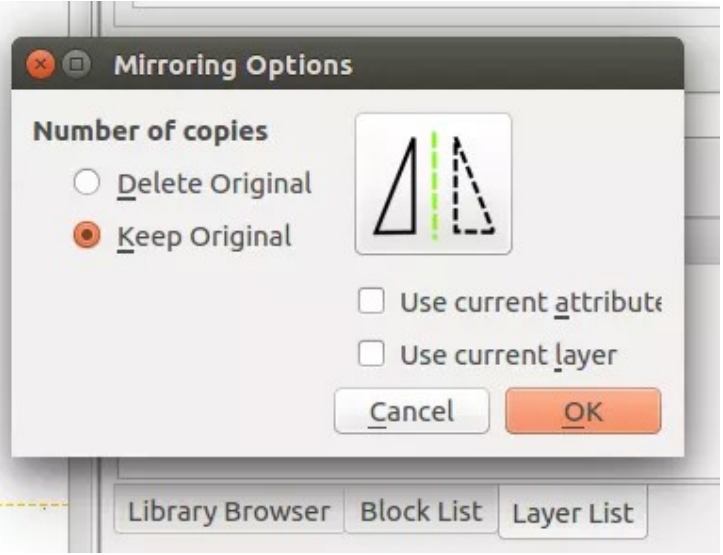 Mirroring Options
Number of copies
Delete Original
Keep Original
Use current attribute
Use current layer
Cancel
OK
Library Browser
Block List
Layer List